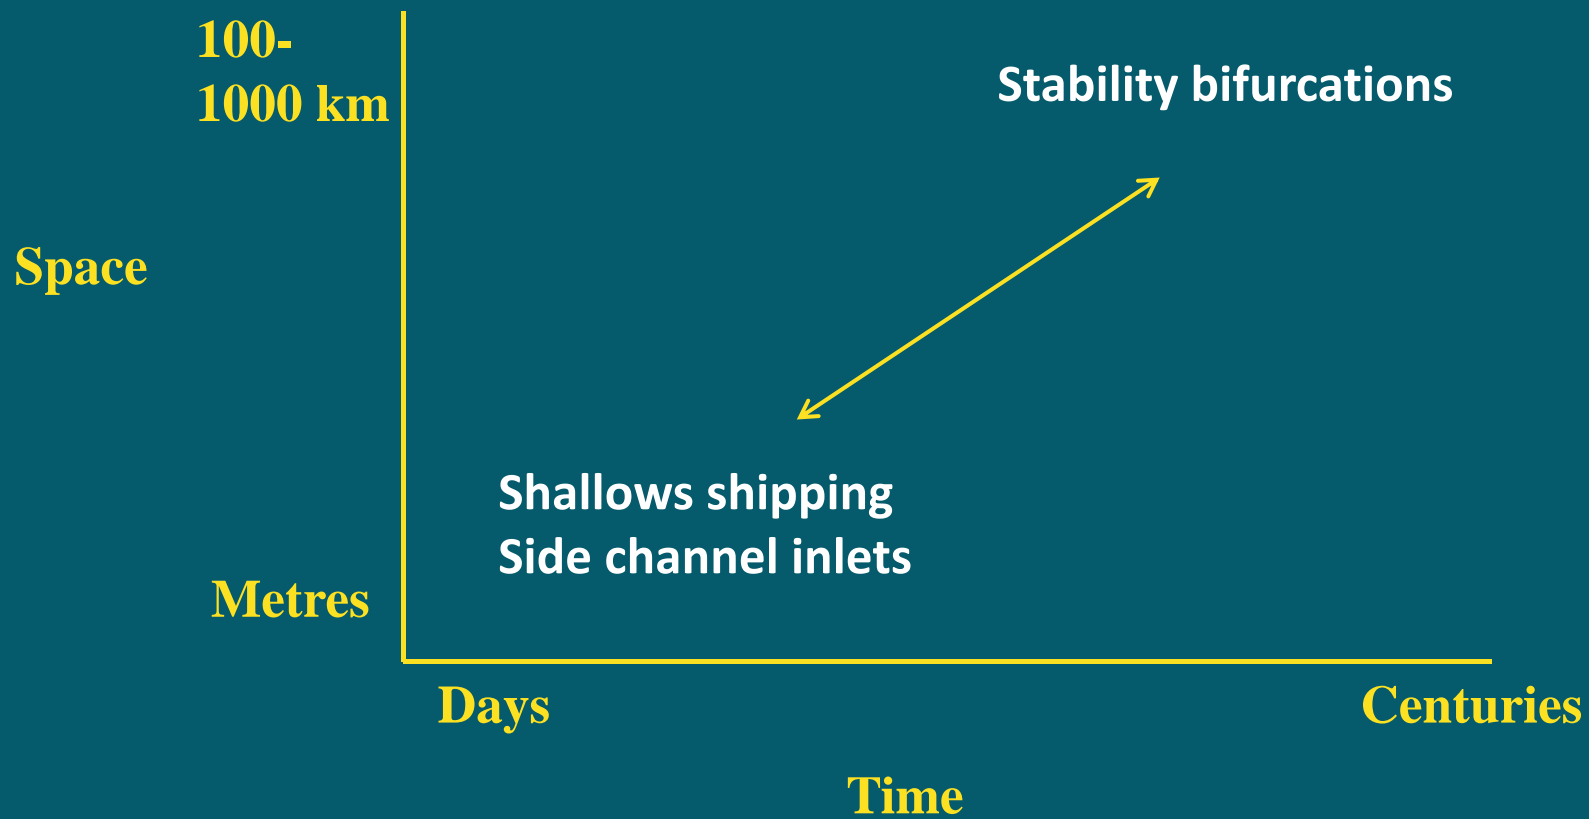 100-
1000 km
Stability bifurcations
Space
Shallows shipping
Side channel inlets
Metres
Days
Centuries
Time